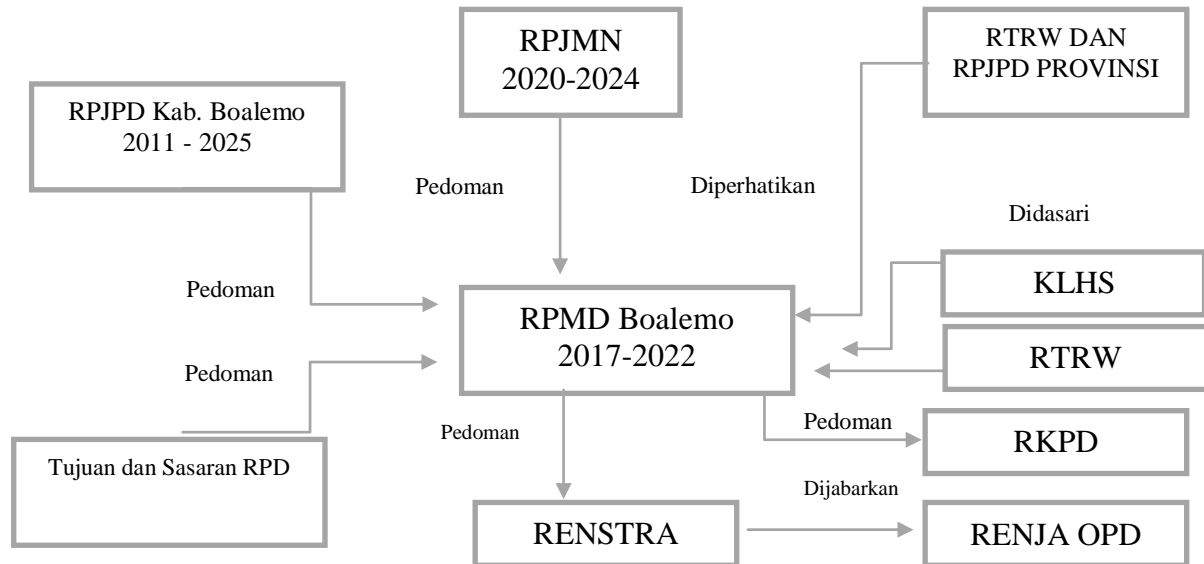 RPJMN
2020-2024
RTRW DAN
RPJPD PROVINSI
RPJPD Kab. Boalemo
2011 - 2025
Pedoman
Diperhatikan
Didasari
Pedoman
KLHS
RPMD Boalemo
2017-2022
RTRW
Pedoman
Pedoman
Pedoman
RKPD
Tujuan dan Sasaran RPD
Dijabarkan
RENSTRA
RENJA OPD